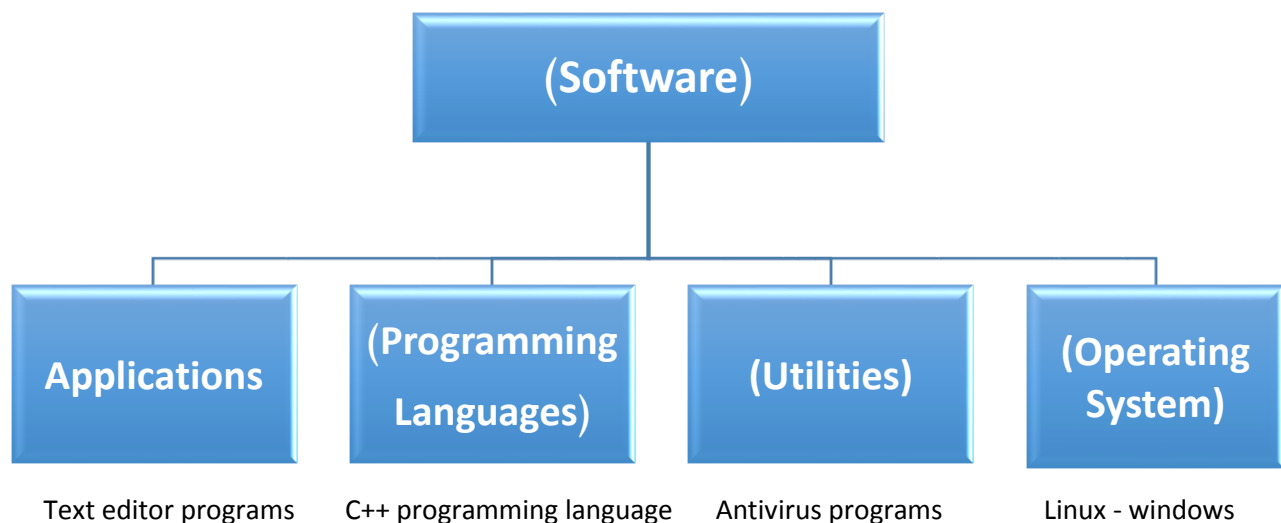 (Software)
Applications
(Programming
Languages)
(Utilities)
(Operating
System)
Text editor programs
C++ programming language
Antivirus programs
Linux - windows